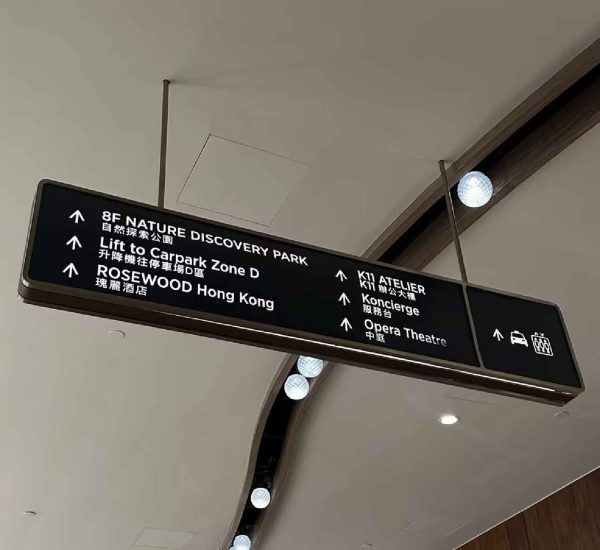 8F NATURE DISCOVERY PARK
自然探索公園
Lift to Carpark Zone D
升降機往停車場D區
ROSEWOOD Hong Kong
瑰麗酒店
K11 ATELIER
K11 辦公大樓
Koncierge
服務台
Opera Theatre
中庭